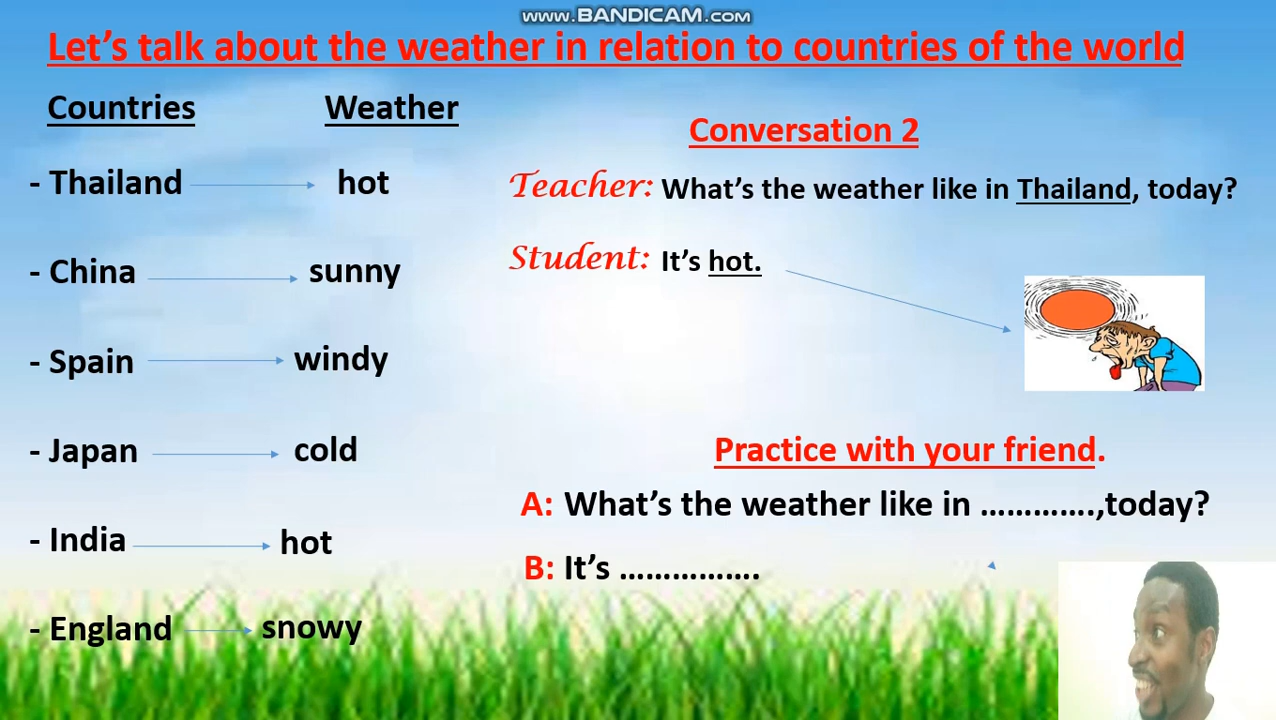 www.BANDICAM.com
Let's talk about the weather in relation to countries of the world
Countries Weather
- Thailand hot
- China sunny
- Spain windy
- Japan cold
- India hot
- England snowy
Conversation 2
Teacher: What's the weather like in Thailand, today?
Student: It's hot.
Practice with your friend.
A: What's the weather like in ………….,today?
B: It's …………….